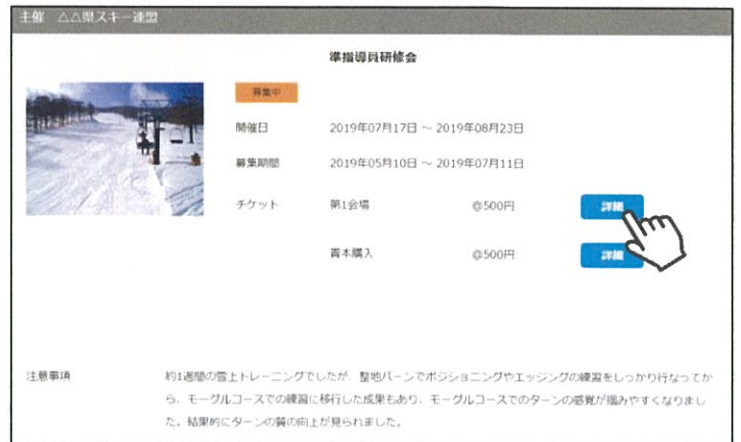 主催 △△県スキー連盟
準指導員研修会
募集中
開催日 2019年07月17日 ～ 2019年08月23日
募集期間 2019年05月10日 ～ 2019年07月11日
チケット 第1会場 @500円 詳細
青本購入 @500円 詳細
注意事項 約1週間の雪上トレーニングでしたが、整地バーンでポジショニングやエッジングの練習をしっかり行なってか
ら、モーグルコースでの練習に移行した成果もあり、モーグルコースでのターンの感覚が掴みやすくなりまし
た。結果的にターンの質の向上が見られました。